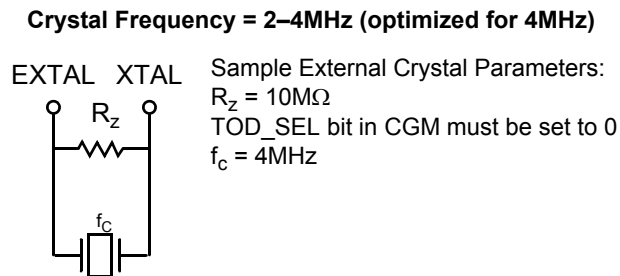 Crystal Frequency = 2–4MHz (optimized for 4MHz)
EXTAL XTAL
Rz
fC
Sample External Crystal Parameters:
Rz = 10MΩ
TOD_SEL bit in CGM must be set to 0
fc = 4MHz